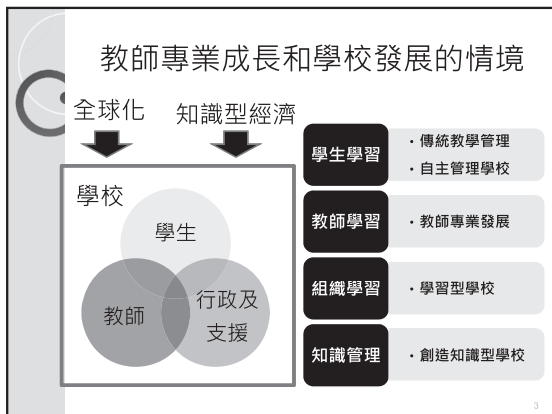 教師專業成長和學校發展的情境
全球化
知識型經濟
學校
學生
教師
行政及
支援
學生學習
・傳統教學管理
・自主管理學校
教師學習
・教師專業發展
組織學習
・學習型學校
知識管理
・創造知識型學校
3